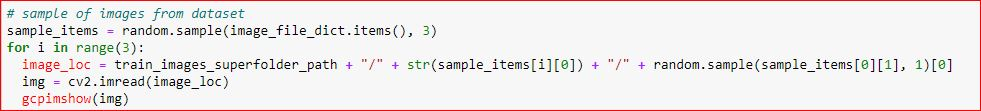 # sample of images from dataset
sample_items = random.sample(image_file_dict.items(), 3)
for i in range(3):
  image_loc = train_images_superfolder_path + "/" + str(sample_items[i][0]) + "/" + random.sample(sample_items[0][1], 1)[0]
  img = cv2.imread(image_loc)
  gcpimshow(img)